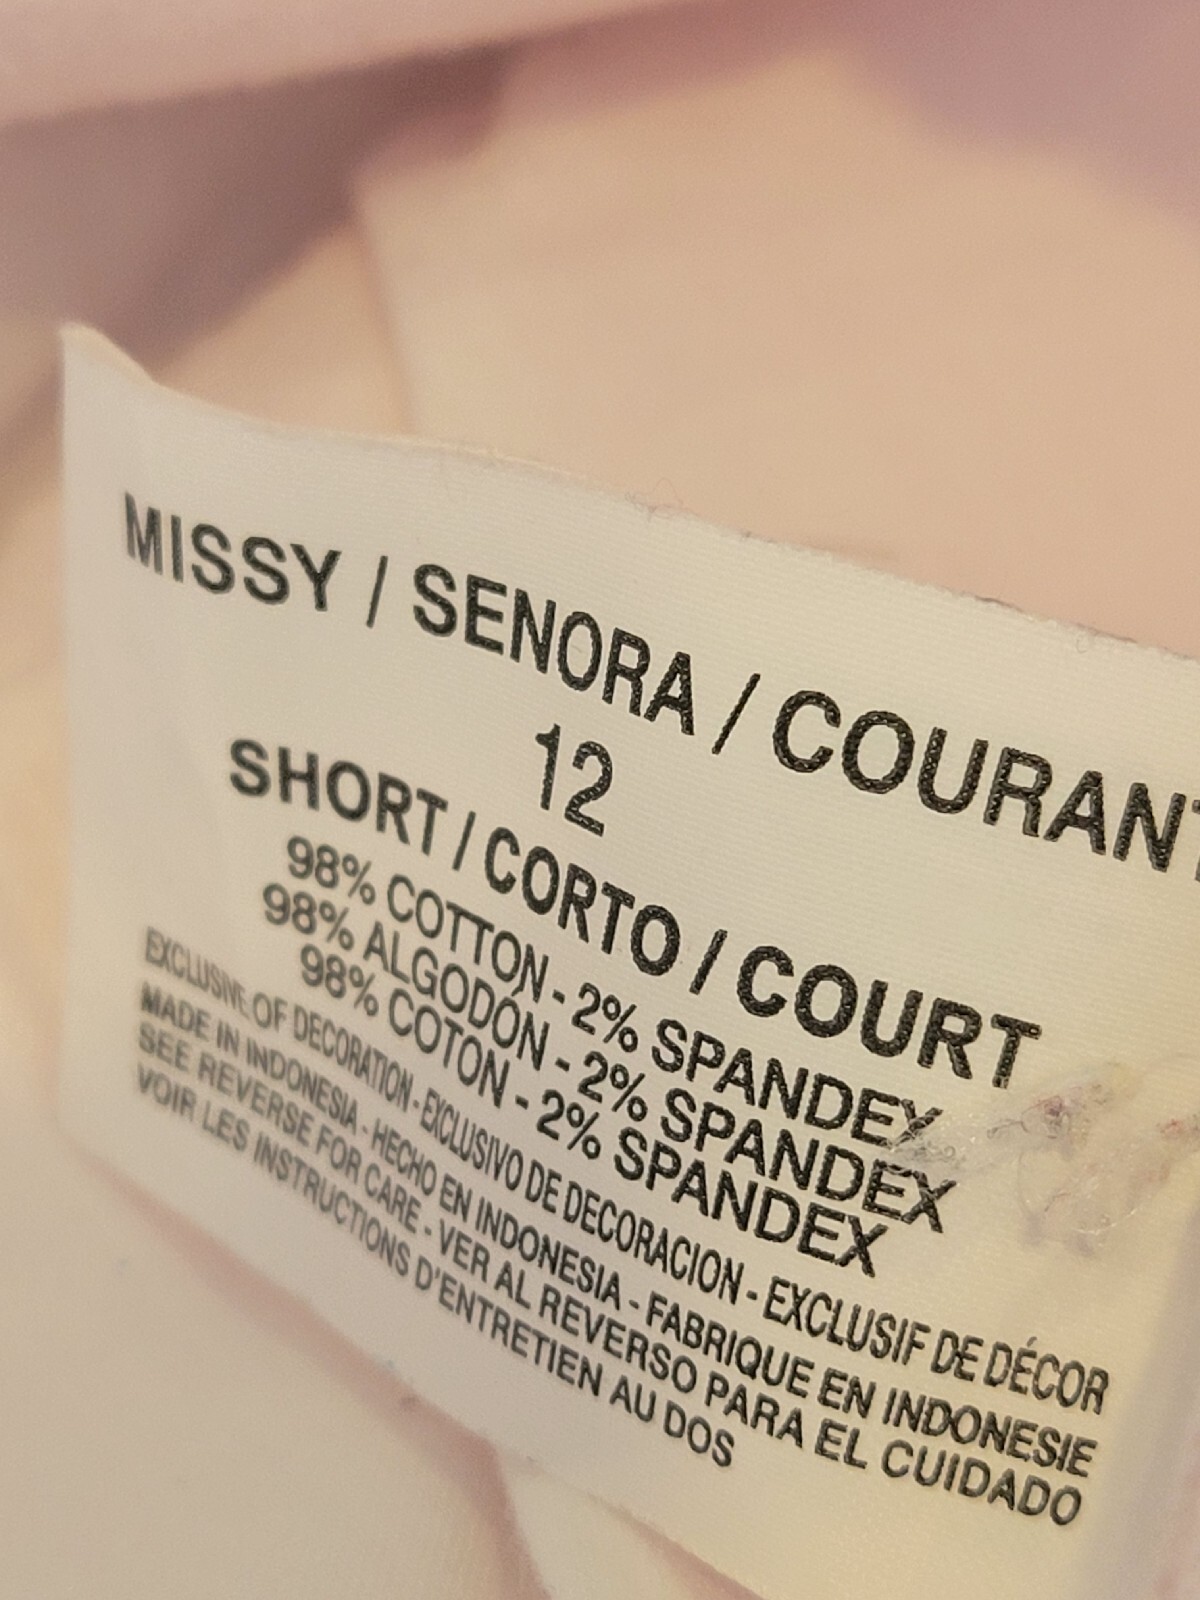 MISSY / SENORA / COURANT
12
SHORT / CORTO / COURT
98% COTTON - 2% SPANDEX
98% ALGODÓN - 2% SPANDEX
98% COTON - 2% SPANDEX
EXCLUSIVE OF DECORATION - EXCLUSIVO DE DECORACION - EXCLUSIF DE DÉCOR
MADE IN INDONESIA - HECHO EN INDONESIA - FABRIQUE EN INDONESIE
SEE REVERSE FOR CARE - VER AL REVERSO PARA EL CUIDADO
VOIR LES INSTRUCTIONS D'ENTRETIEN AU DOS